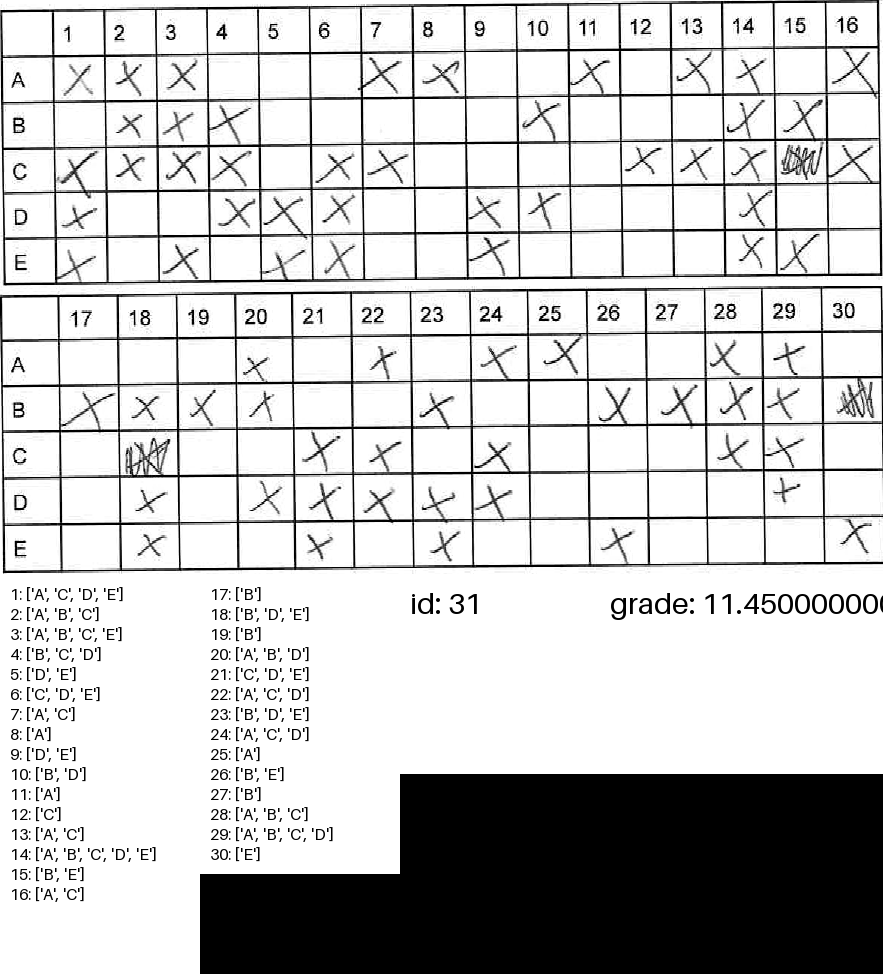 1 2 3 4 5 6 7 8 9 10 11 12 13 14 15 16
A X X X X X X X X X
B X X X X X X
C X X X X X X X X X X
D X X X X X X X
E X X X X X X X
17 18 19 20 21 22 23 24 25 26 27 28 29 30
A X X X X X X
B X X X X X X X X X
C X X X X X
D X X X X X X X
E X X X X X
1: ['A', 'C', 'D', 'E']
2: ['A', 'B', 'C']
3: ['A', 'B', 'C', 'E']
4: ['B', 'C', 'D']
5: ['D', 'E']
6: ['C', 'D', 'E']
7: ['A', 'C']
8: ['A']
9: ['D', 'E']
10: ['B', 'D']
11: ['A']
12: ['C']
13: ['A', 'C']
14: ['A', 'B', 'C', 'D', 'E']
15: ['B', 'E']
16: ['A', 'C']
17: ['B']
18: ['B', 'D', 'E']
19: ['B']
20: ['A', 'B', 'D']
21: ['C', 'D', 'E']
22: ['A', 'C', 'D']
23: ['B', 'D', 'E']
24: ['A', 'C', 'D']
25: ['A']
26: ['B', 'E']
27: ['B']
28: ['A', 'B', 'C']
29: ['A', 'B', 'C', 'D']
30: ['E']
id: 31
grade: 11.450000000